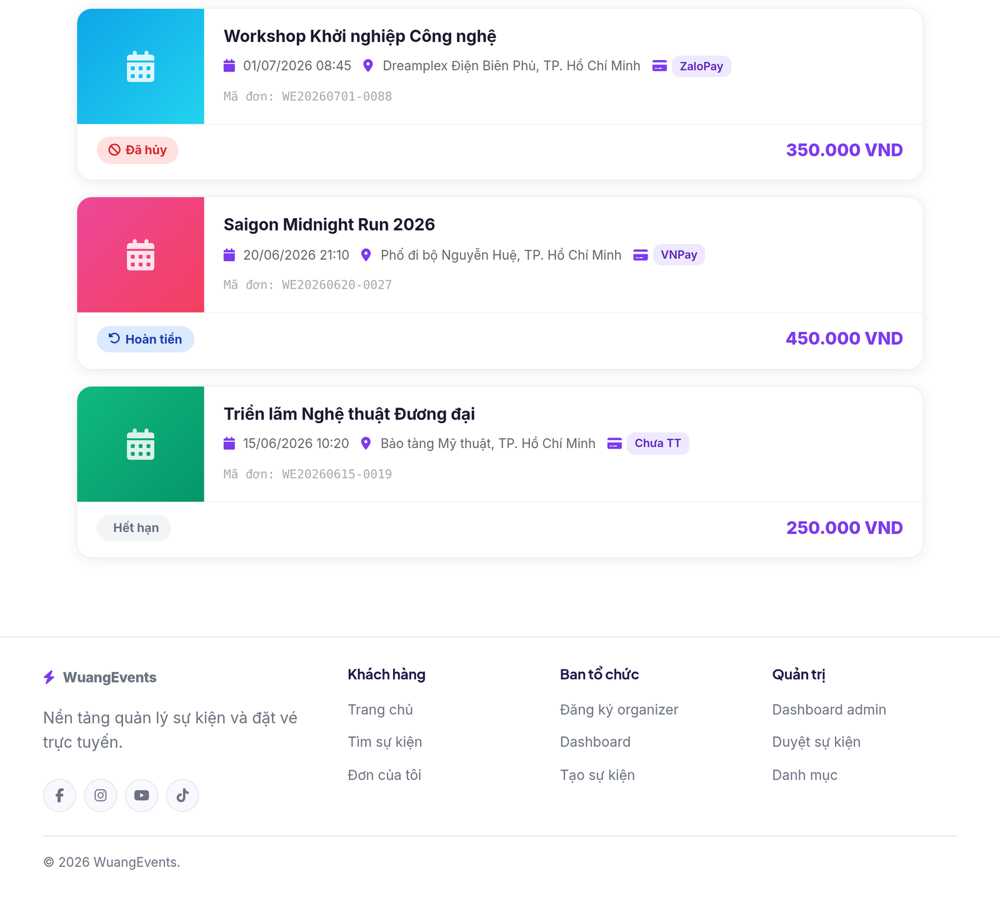 Workshop Khởi nghiệp Công nghệ
01/07/2026 08:45 Dreamplex Điện Biên Phủ, TP. Hồ Chí Minh ZaloPay
Mã đơn: WE20260701-0088
Đã hủy 350.000 VND
Saigon Midnight Run 2026
20/06/2026 21:10 Phố đi bộ Nguyễn Huệ, TP. Hồ Chí Minh VNPay
Mã đơn: WE20260620-0027
Hoàn tiền 450.000 VND
Triển lãm Nghệ thuật Đương đại
15/06/2026 10:20 Bảo tàng Mỹ thuật, TP. Hồ Chí Minh Chưa TT
Mã đơn: WE20260615-0019
Hết hạn 250.000 VND
WuangEvents
Nền tảng quản lý sự kiện và đặt vé
trực tuyến.
Khách hàng
Trang chủ
Tìm sự kiện
Đơn của tôi
Ban tổ chức
Đăng ký organizer
Dashboard
Tạo sự kiện
Quản trị
Dashboard admin
Duyệt sự kiện
Danh mục
© 2026 WuangEvents.